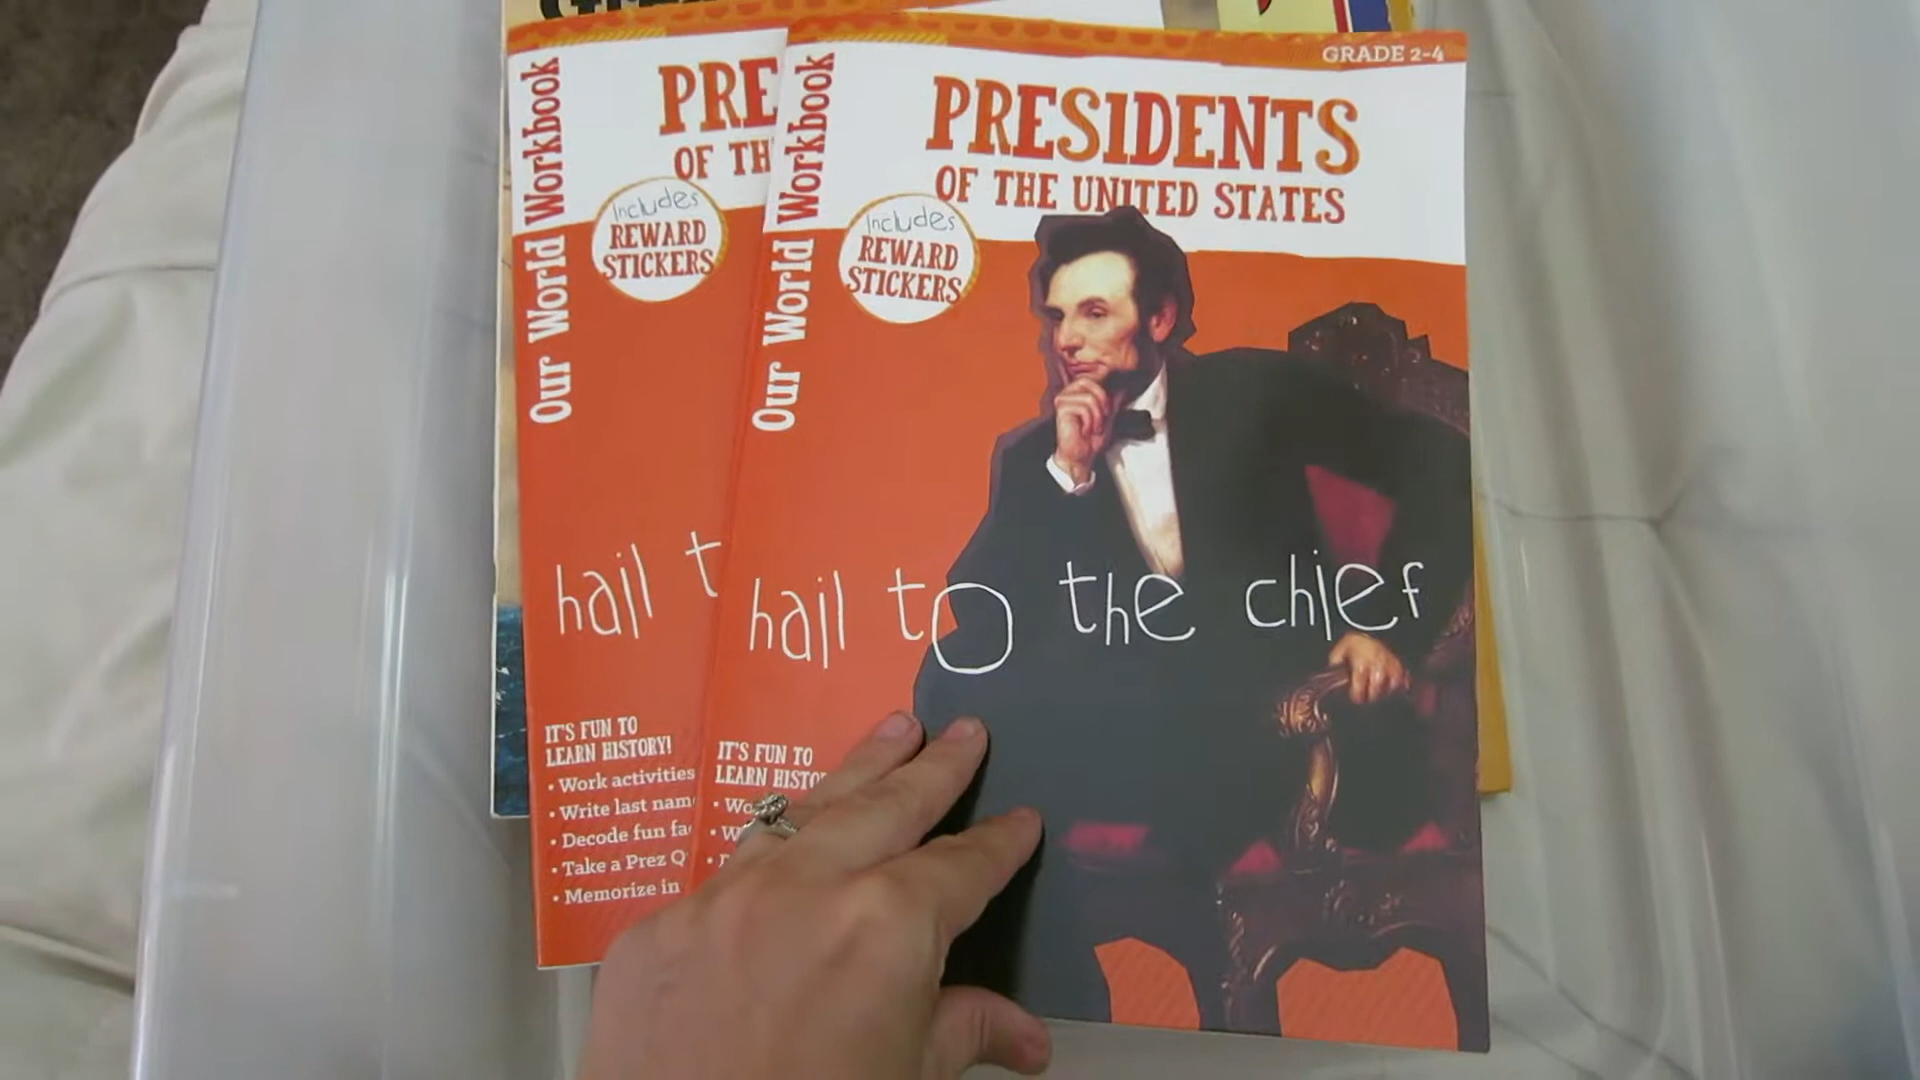 Our World Workbook
PRE
OF TH
Includes
REWARD
STICKERS
hail t
IT'S FUN TO
LEARN HISTORY!
• Work activities
• Write last nam
• Decode fun fa
• Take a Prez Q
• Memorize in
GRADE 2-4
Our World Workbook
PRESIDENTS
OF THE UNITED STATES
Includes
REWARD
STICKERS
hail to the chief
IT'S FUN TO
LEARN HISTO
• Wo
• W